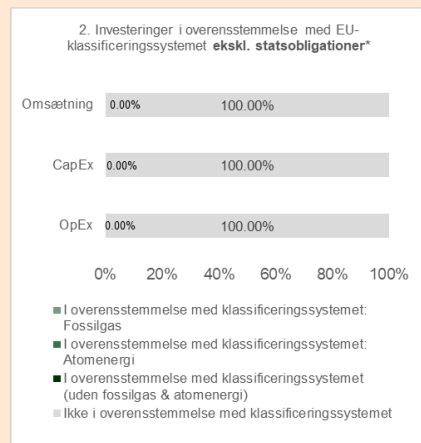 2. Investeringer i overensstemmelse med EU-
klassificeringssystemet ekskl. statsobligationer*
Omsætning 0.00% 100.00%
CapEx 0.00% 100.00%
OpEx 0.00% 100.00%
0% 20% 40% 60% 80% 100%
I overensstemmelse med klassificeringssystemet:
Fossilgas
I overensstemmelse med klassificeringssystemet:
Atomenergi
I overensstemmelse med klassificeringssystemet
(uden fossilgas & atomenergi)
Ikke i overensstemmelse med klassificeringssystemet